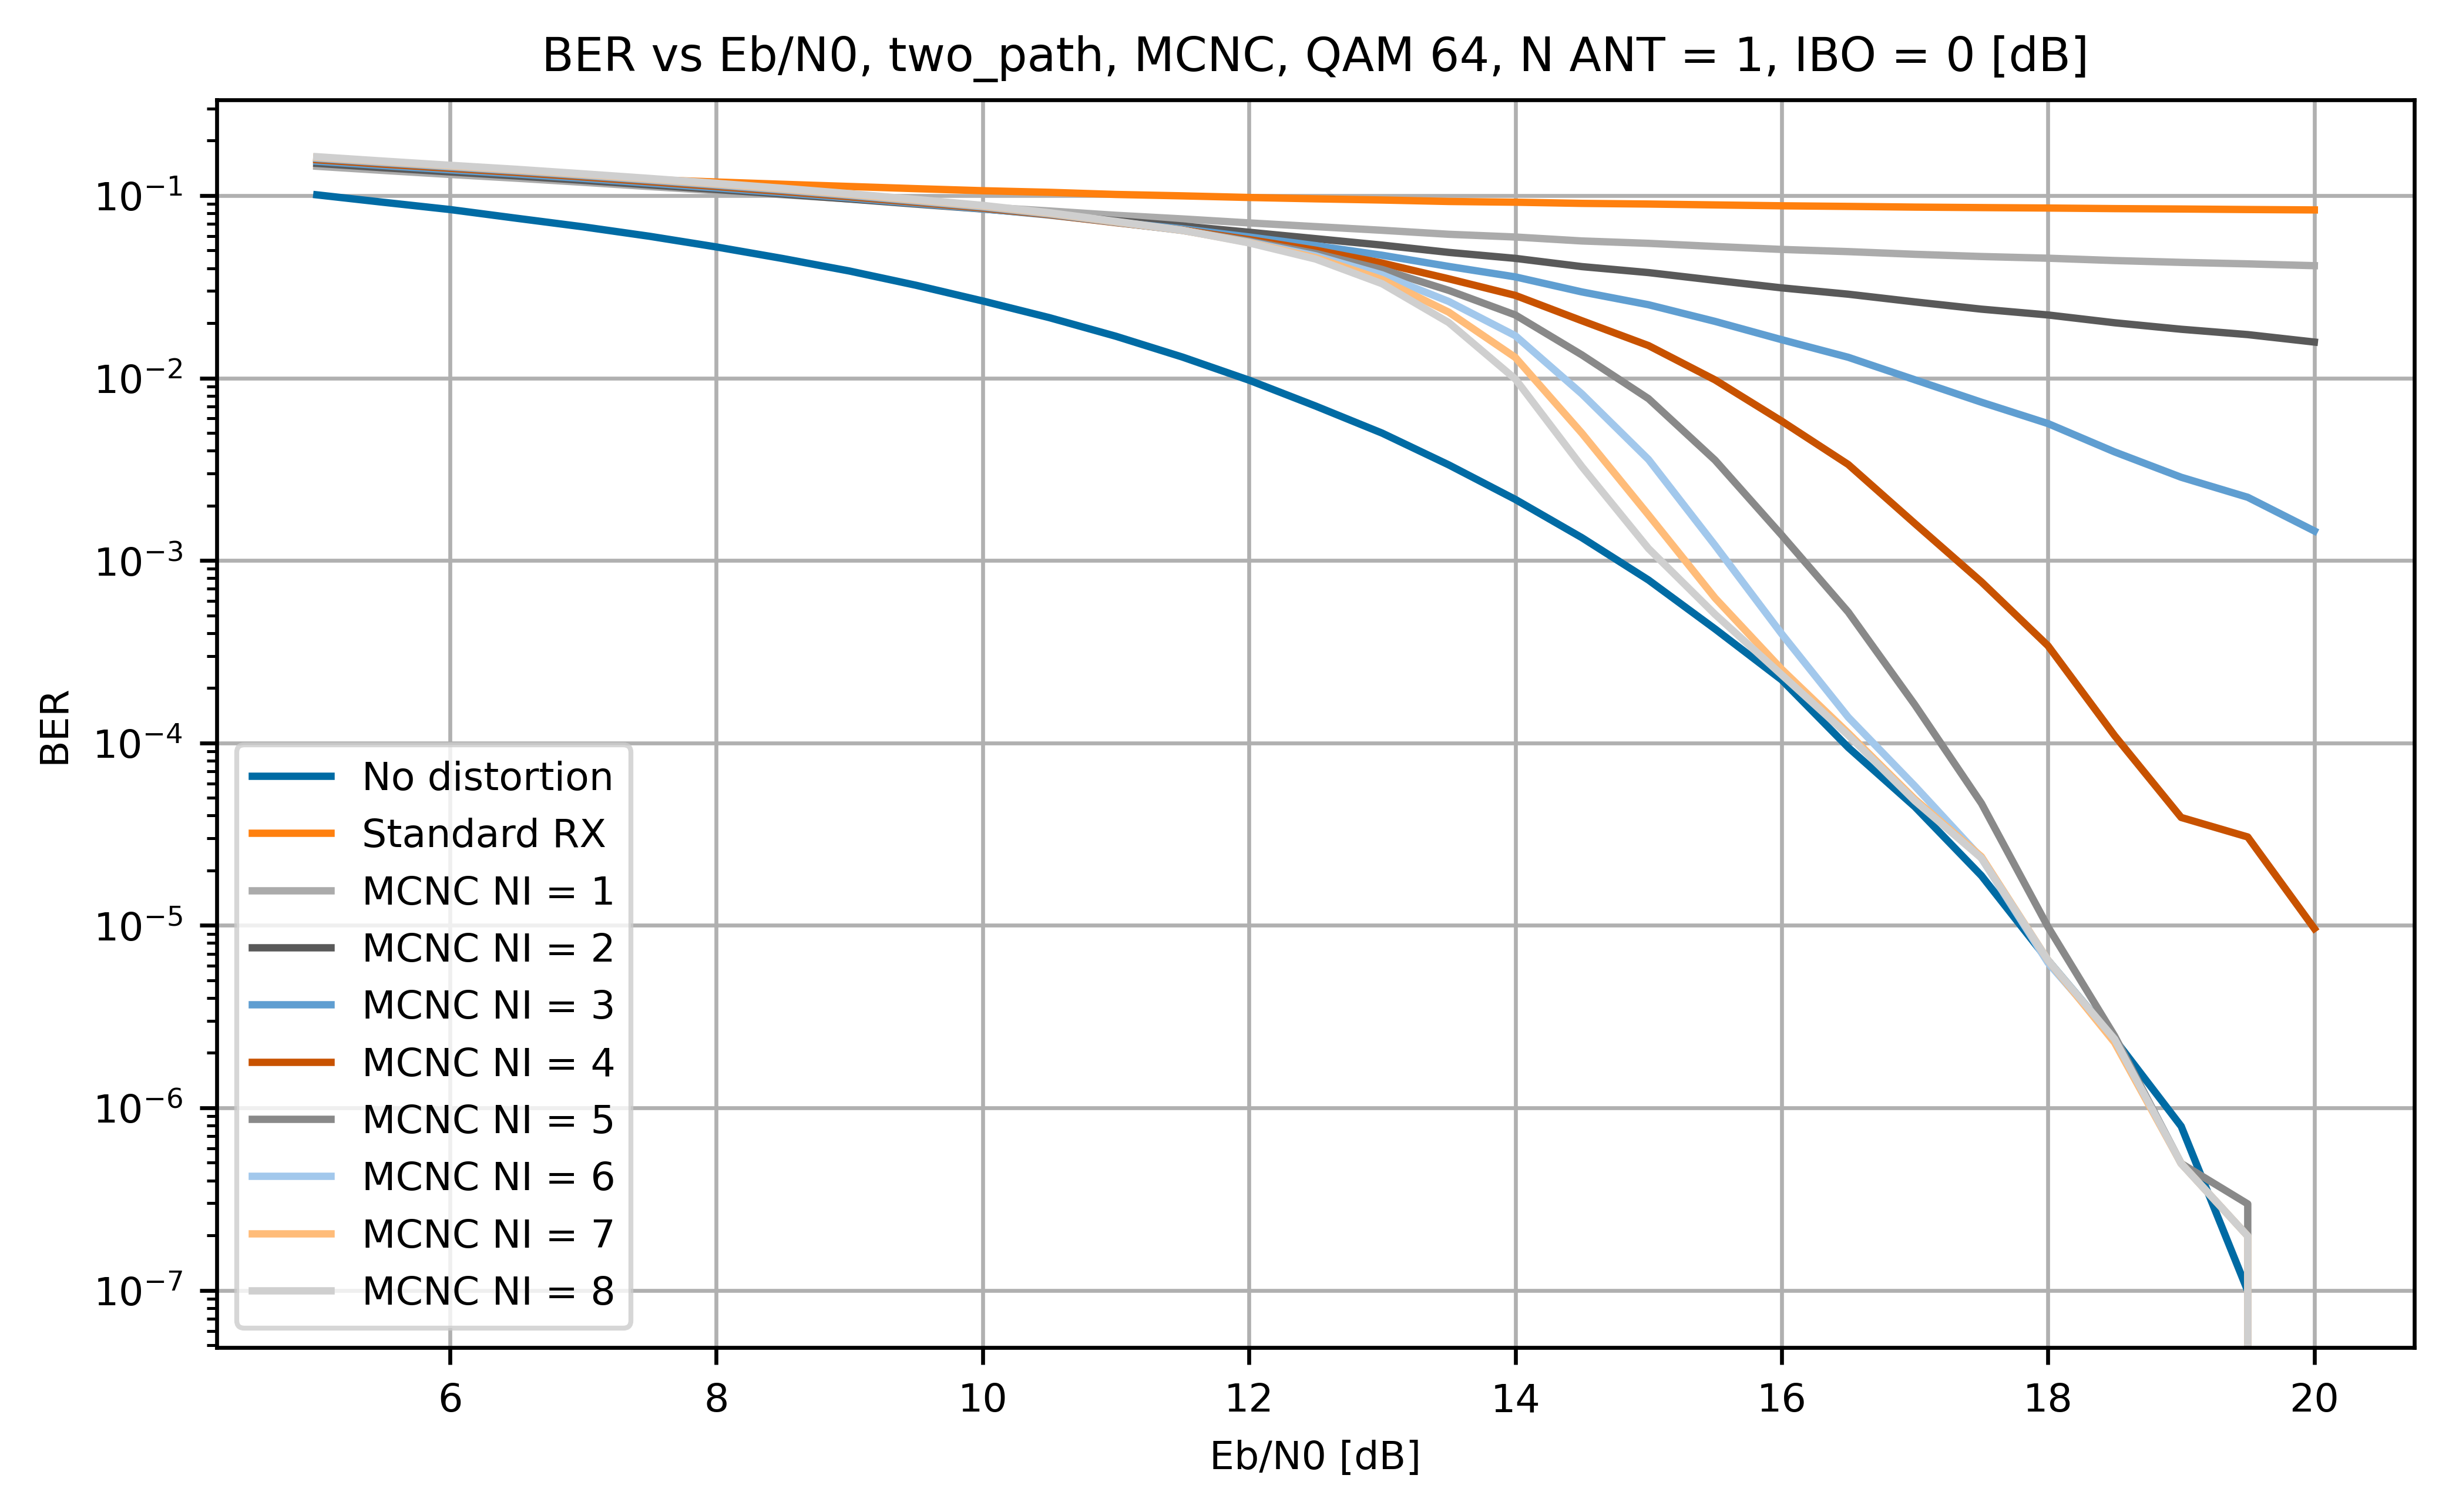 BER vs Eb/N0, two_path, MCNC, QAM 64, N ANT = 1, IBO = 0 [dB]
BER
10⁻¹
10⁻²
10⁻³
10⁻⁴
10⁻⁵
10⁻⁶
10⁻⁷
No distortion
Standard RX
MCNC NI = 1
MCNC NI = 2
MCNC NI = 3
MCNC NI = 4
MCNC NI = 5
MCNC NI = 6
MCNC NI = 7
MCNC NI = 8
6 8 10 12 14 16 18 20
Eb/N0 [dB]